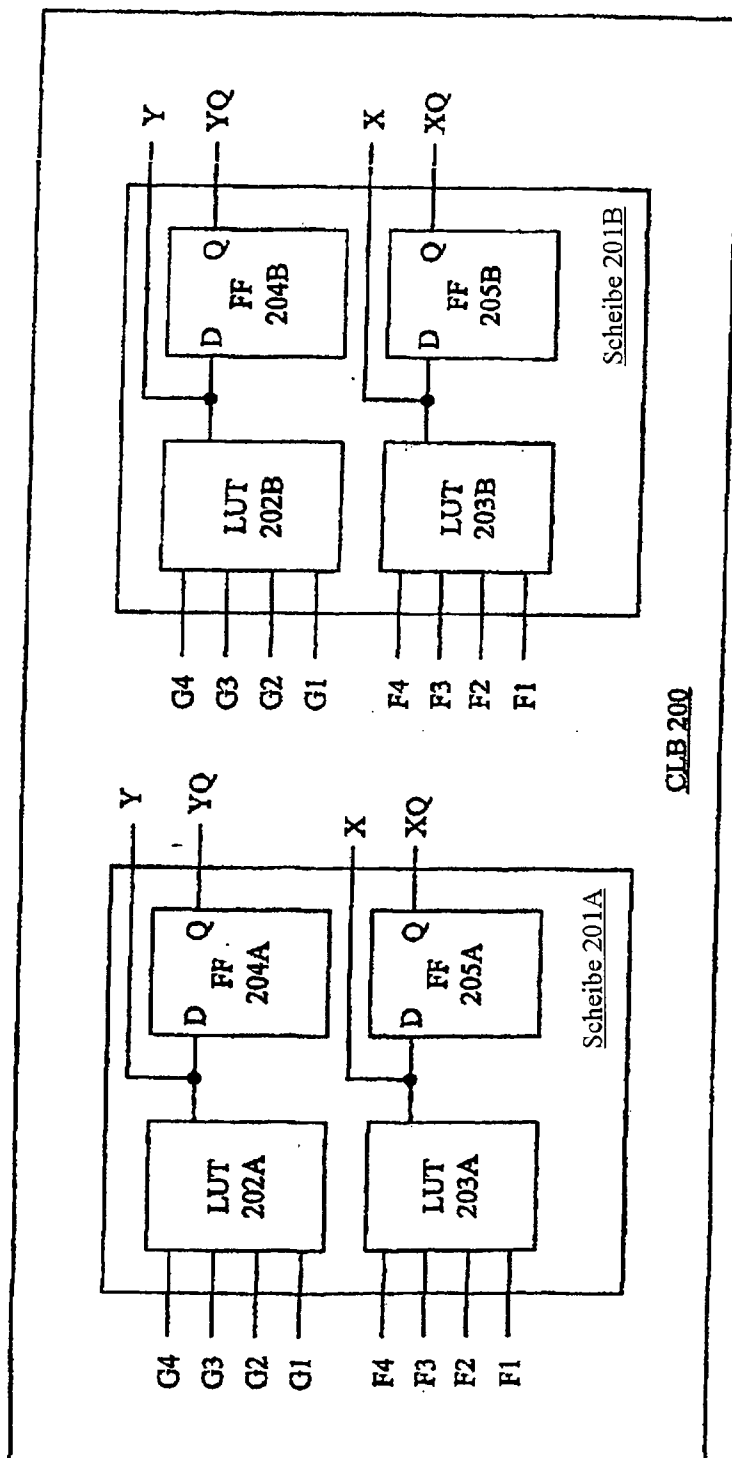 G4
G3
G2
G1
F4
F3
F2
F1
LUT
202A
LUT
203A
D
Q
FF
204A
D
Q
FF
205A
Y
YQ
X
XQ
Scheibe 201A
G4
G3
G2
G1
F4
F3
F2
F1
LUT
202B
LUT
203B
D
Q
FF
204B
D
Q
FF
205B
Y
YQ
X
XQ
Scheibe 201B
CLB 200